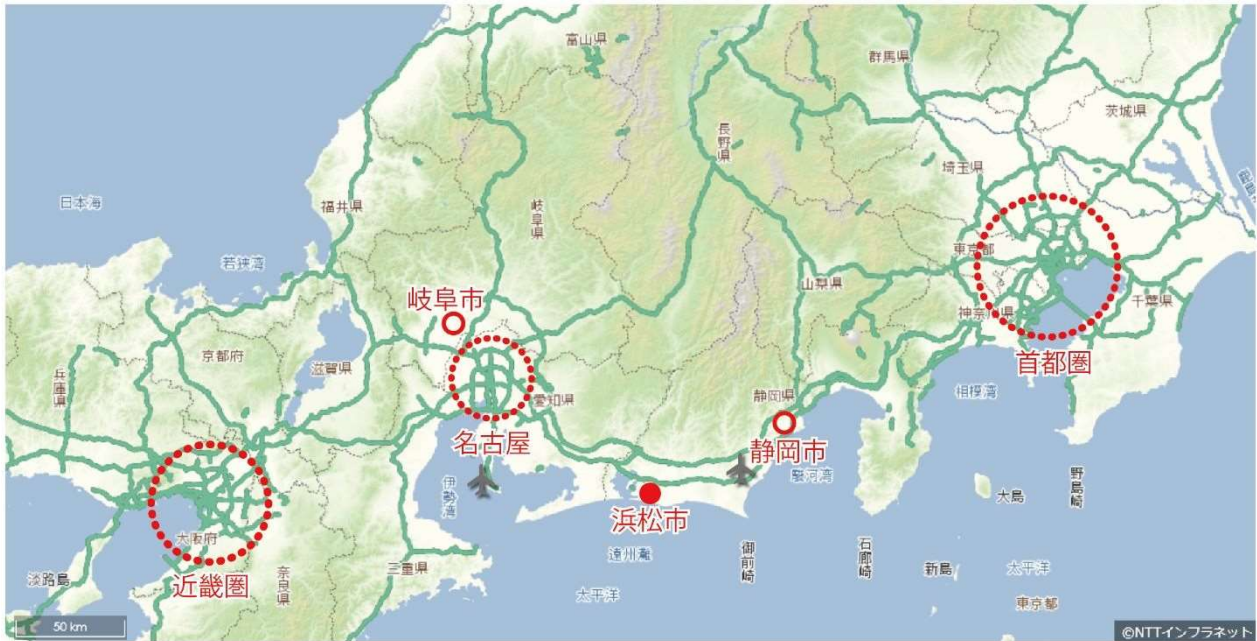 富山県
群馬県
茨城県
長野県
埼玉県
日本海
福井県
岐阜県
若狭湾
東京都
山梨県
岐阜市
神奈川県
千葉県
京都府
滋賀県
兵庫県
首都圏
愛知県
静岡県
相模湾
名古屋
静岡市
駿河湾
伊勢湾
野島崎
大島
浜松市
大阪府
遠州灘
御前崎
石廊崎
新島
太平洋
三重県
淡路島
近畿圏
奈良県
太平洋
東京都
50 km
©NTTインフラネット